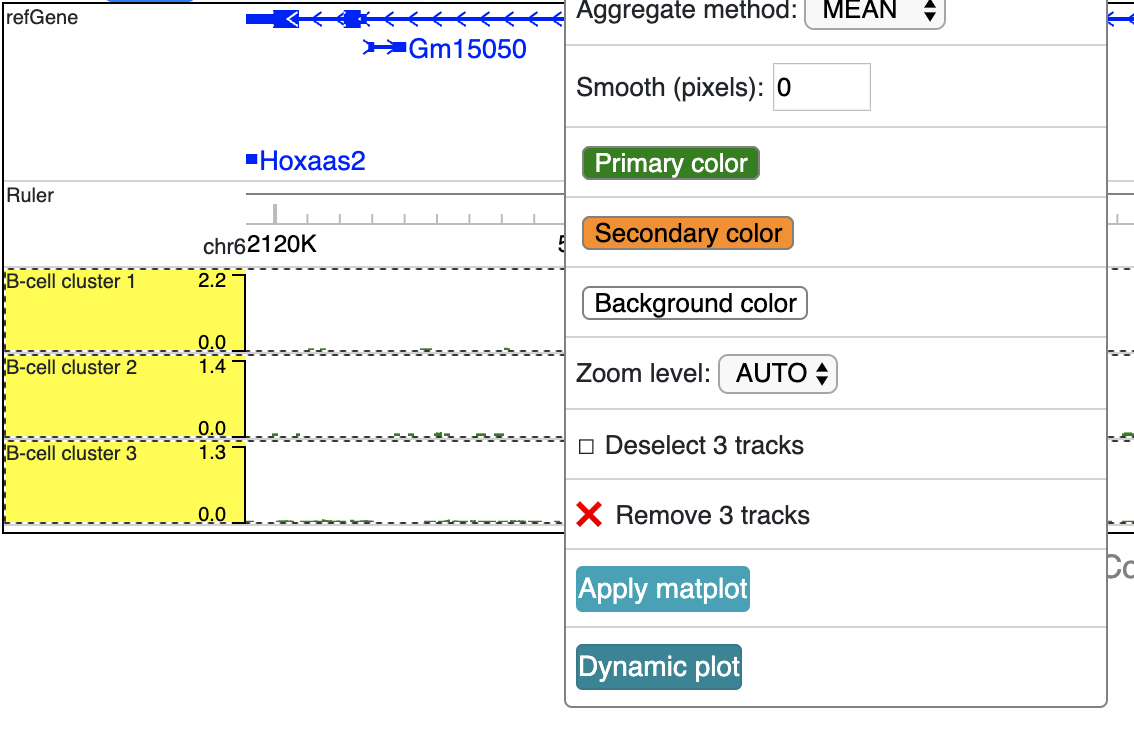 refGene
Gm15050
Hoxaas2
Ruler
chr6 2120K
B-cell cluster 1 2.2
0.0
B-cell cluster 2 1.4
0.0
B-cell cluster 3 1.3
0.0
Aggregate method: MEAN
Smooth (pixels): 0
Primary color
Secondary color
Background color
Zoom level: AUTO
Deselect 3 tracks
Remove 3 tracks
Apply matplot
Dynamic plot